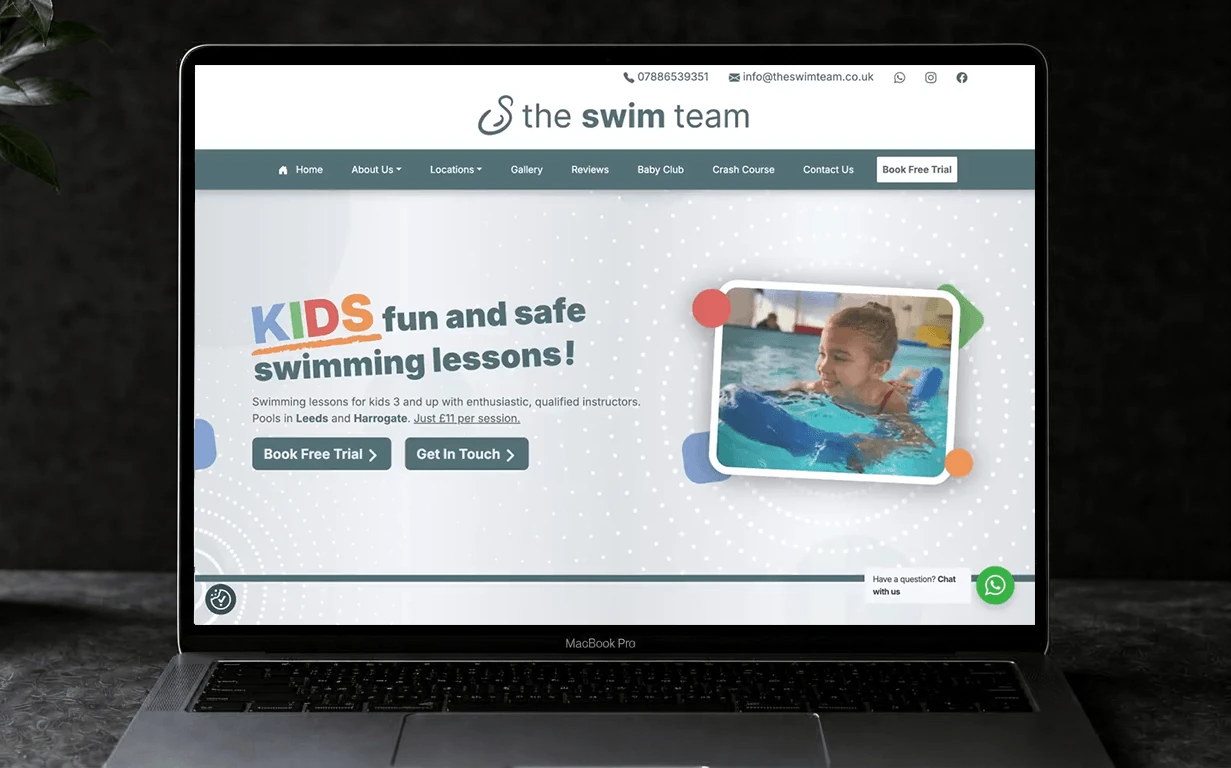 07886539351 info@theswimteam.co.uk
the swim team
Home About Us Locations Gallery Reviews Baby Club Crash Course Contact Us Book Free Trial
KIDS fun and safe
swimming lessons!
Swimming lessons for kids 3 and up with enthusiastic, qualified instructors.
Pools in Leeds and Harrogate. Just £11 per session.
Book Free Trial Get In Touch
Have a question? Chat
with us
MacBook Pro